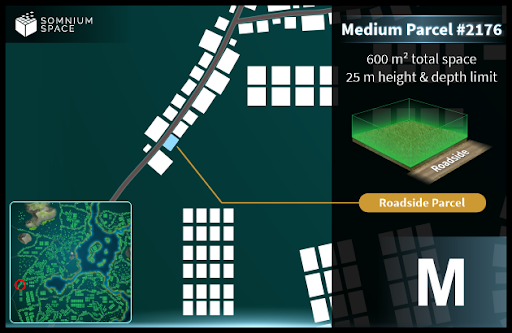 SOMNIUM
SPACE
Medium Parcel #2176
600 m² total space
25 m height & depth limit
Roadside
Roadside Parcel
M